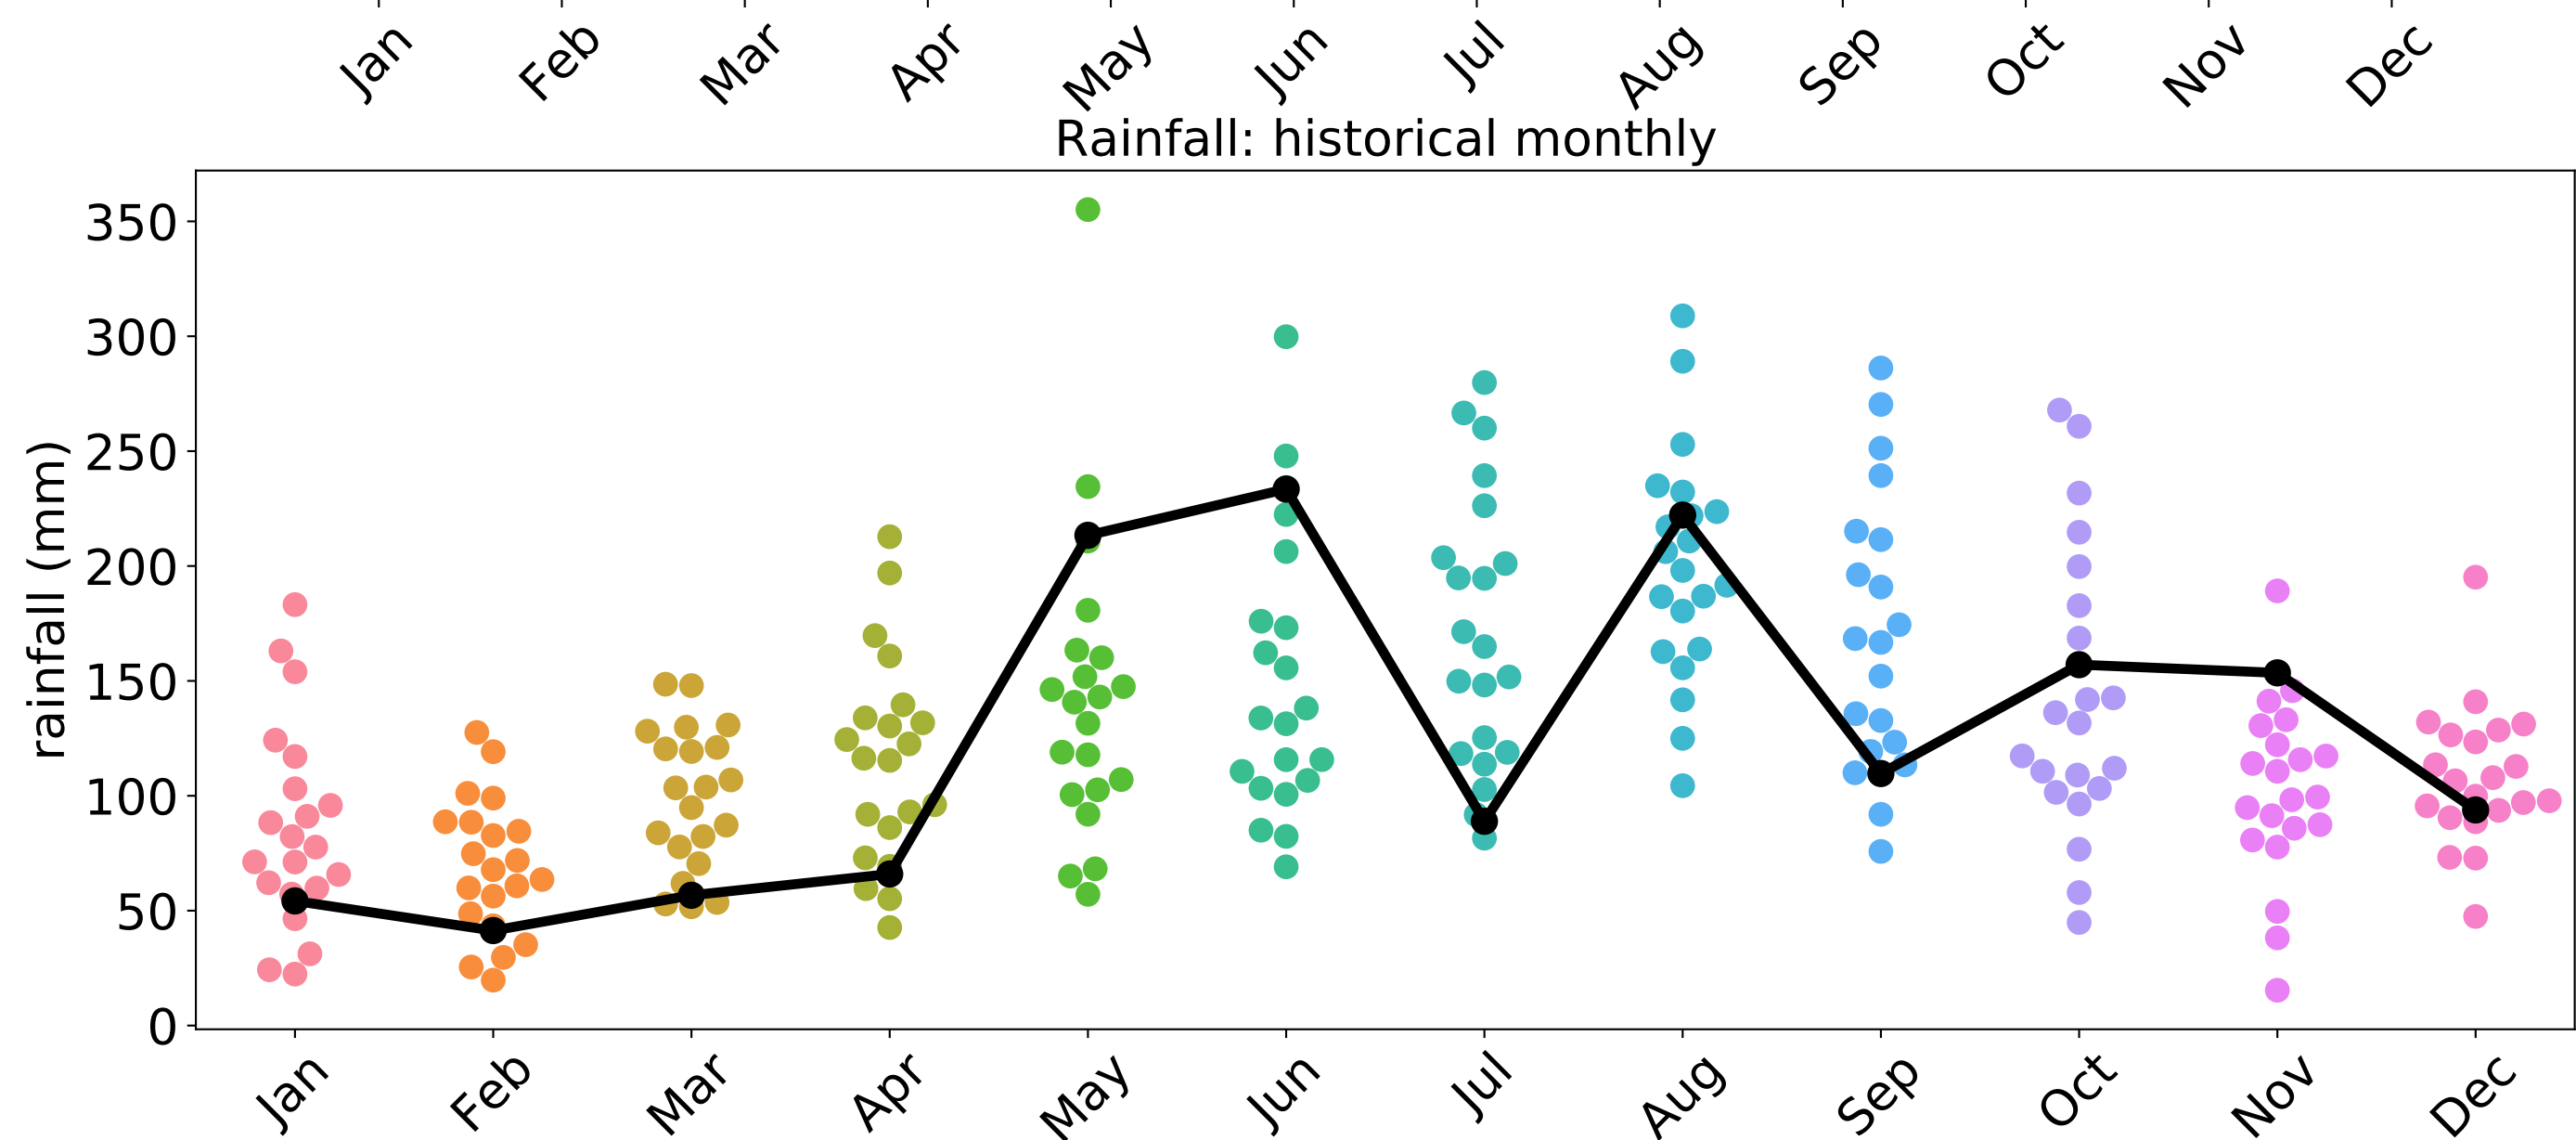 Jan Feb Mar Apr May Jun Jul Aug Sep Oct Nov Dec
Rainfall: historical monthly
rainfall (mm)
350
300
250
200
150
100
50
0
Jan Feb Mar Apr May Jun Jul Aug Sep Oct Nov Dec